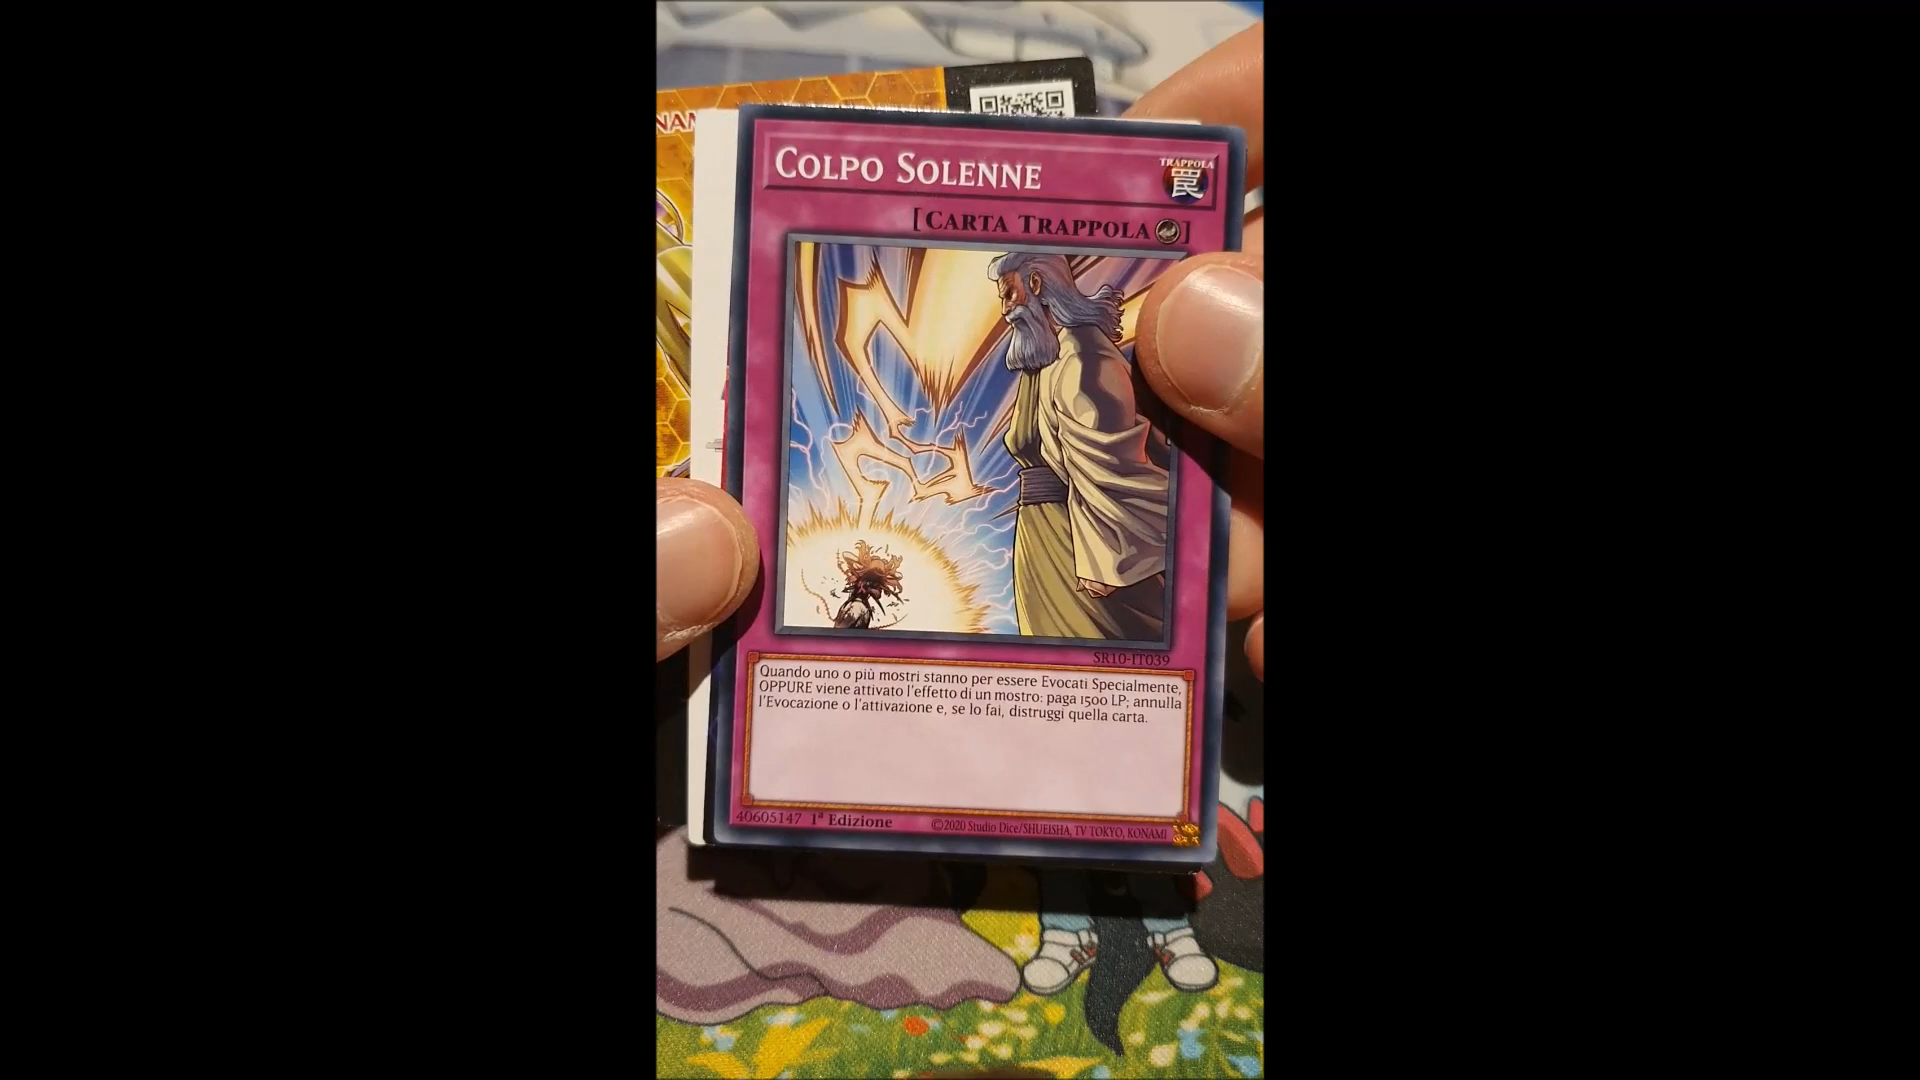 NAM
COLPO SOLENNE
TRAPPOLA
罠
[CARTA TRAPPOLA]
SR10-IT039
Quando uno o più mostri stanno per essere Evocati Specialmente,
OPPURE viene attivato l'effetto di un mostro: paga 1500 LP; annulla
l'Evocazione o l'attivazione e, se lo fai, distruggi quella carta.
40605147 1ª Edizione ©2020 Studio Dice/SHUEISHA, TV TOKYO, KONAMI